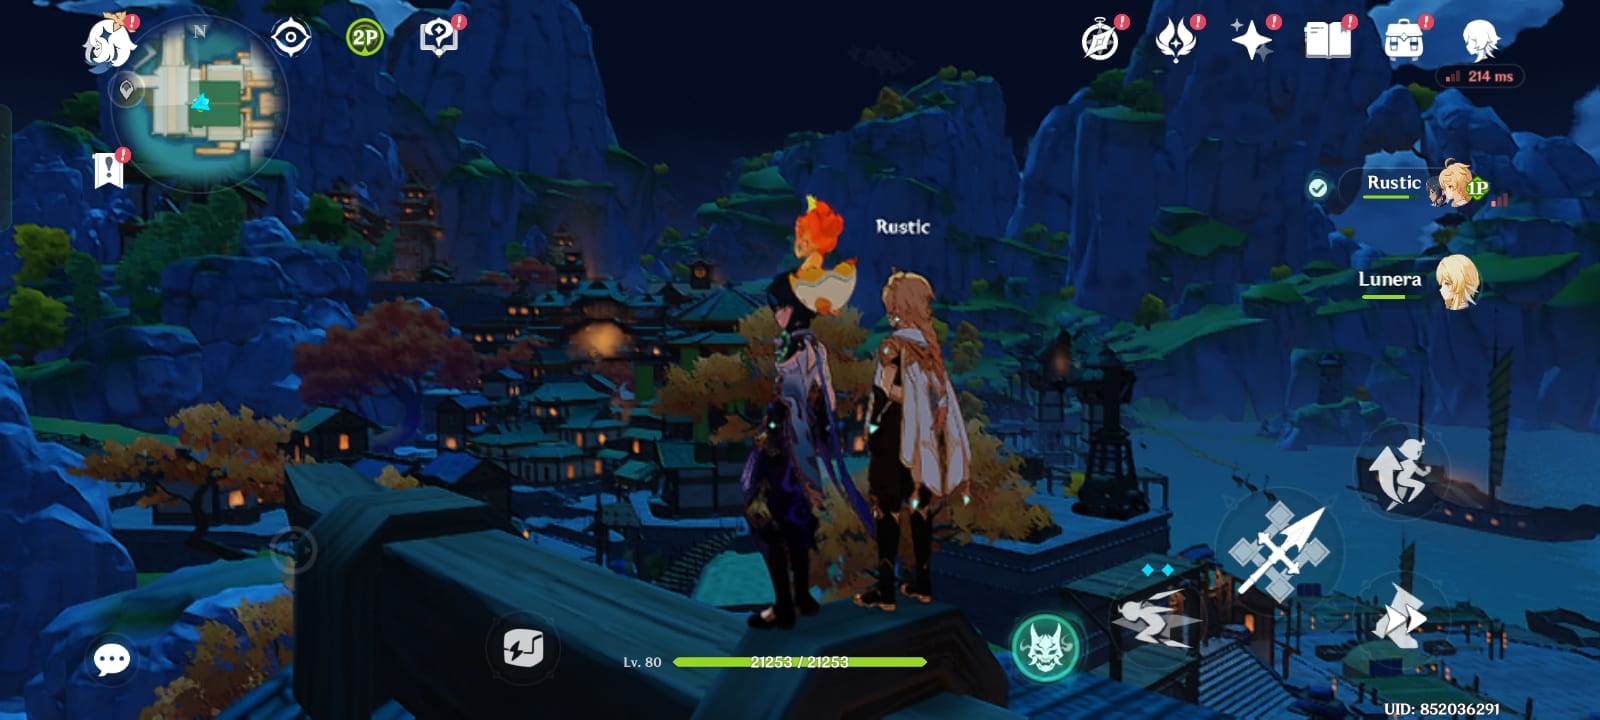 N
2P
214 ms
Rustic
1P
Rustic
Lunera
Lv. 80
21253 / 21253
UID: 852036291